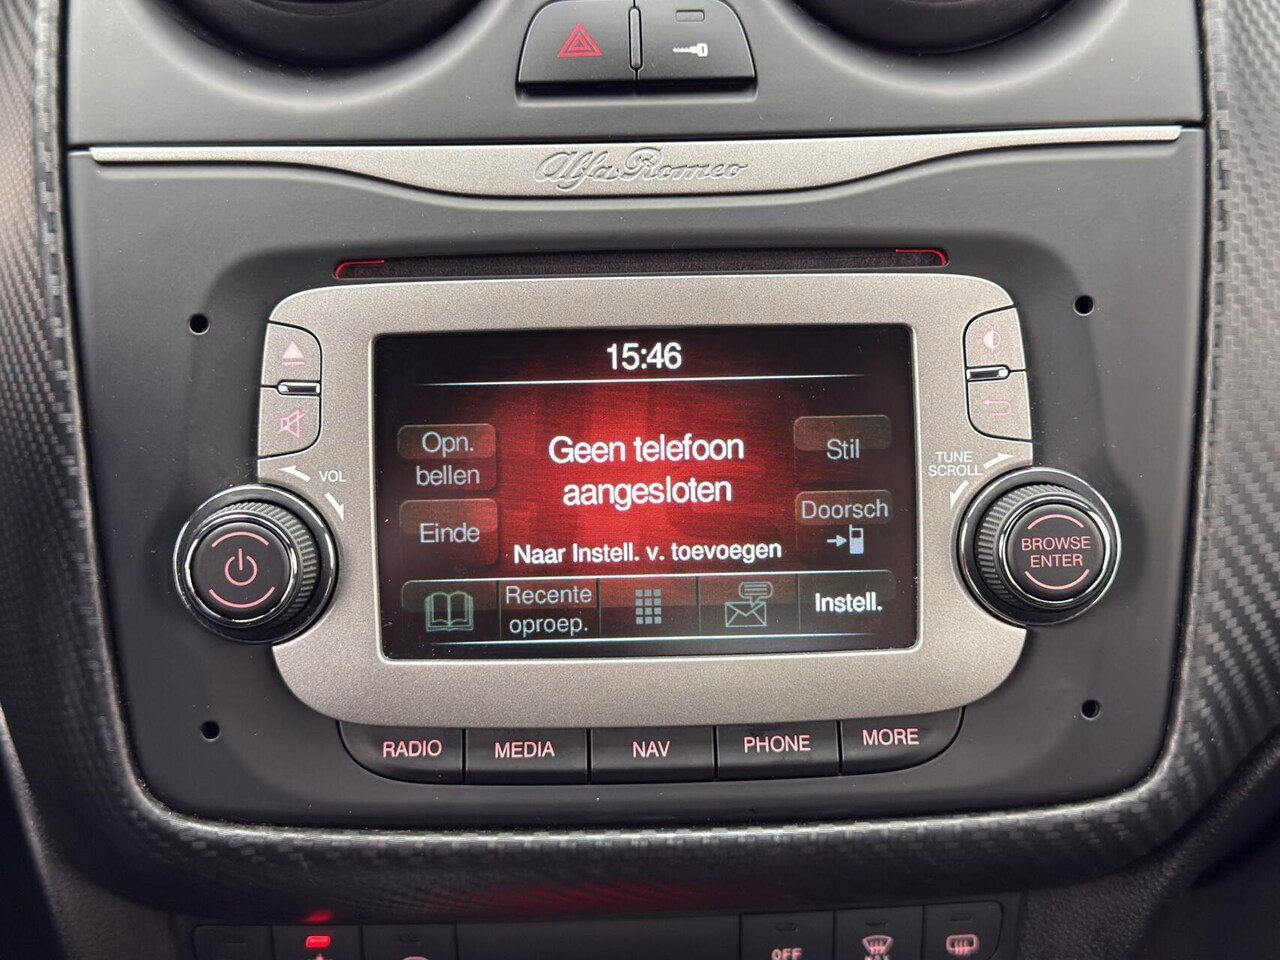 Alfa Romeo
15:46
Opn.
bellen
Geen telefoon
aangesloten
Stil
Einde
Doorsch
Naar Instell. v. toevoegen
Recente
oproep.
Instell.
VOL
TUNE
SCROLL
BROWSE
ENTER
RADIO
MEDIA
NAV
PHONE
MORE
OFF
MAX